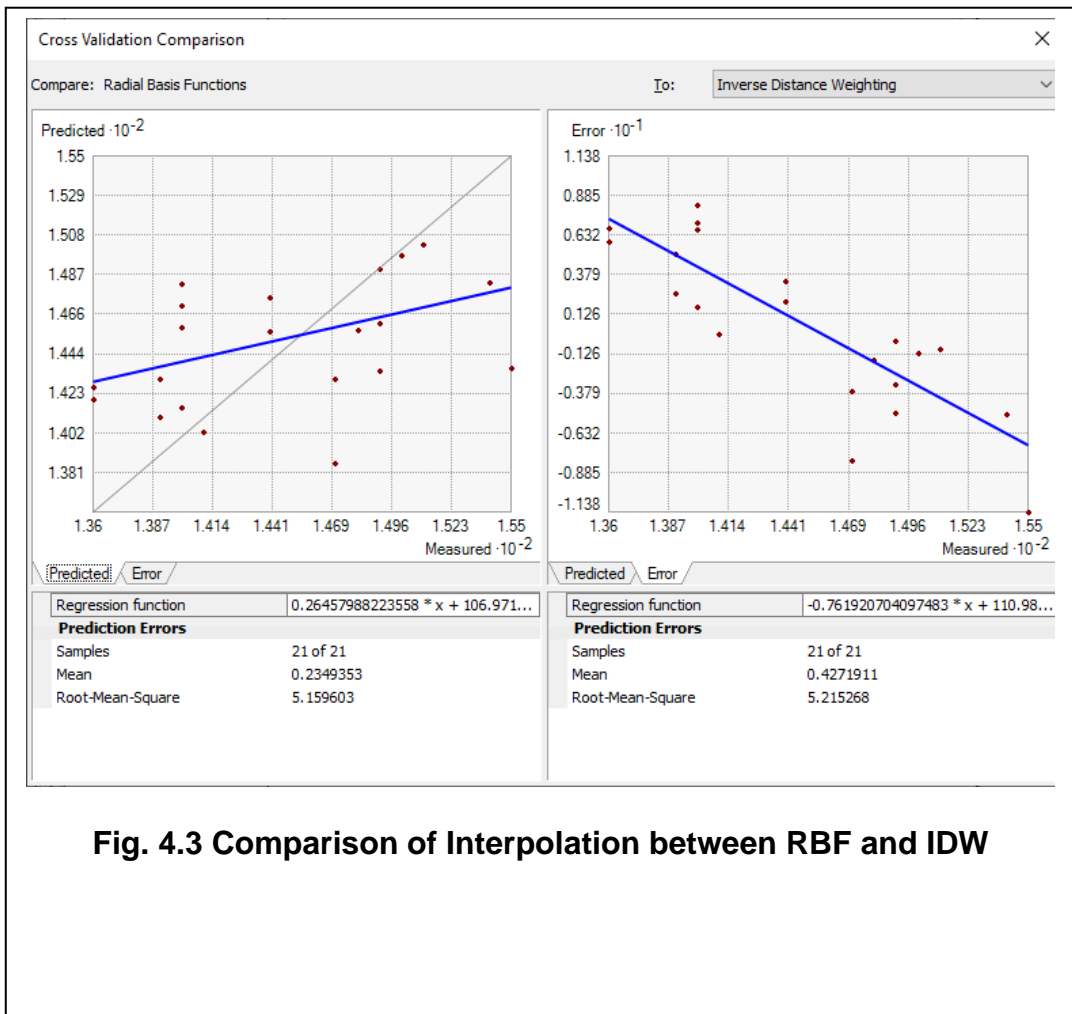 Cross Validation Comparison
Compare: Radial Basis Functions To: Inverse Distance Weighting
Predicted ·10-2
1.55
1.529
1.508
1.487
1.466
1.444
1.423
1.402
1.381
1.36 1.387 1.414 1.441 1.469 1.496 1.523 1.55
Measured ·10-2
Predicted Error
Regression function 0.26457988223558 * x + 106.971...
Prediction Errors
Samples 21 of 21
Mean 0.2349353
Root-Mean-Square 5.159603
Error ·10-1
1.138
0.885
0.632
0.379
0.126
-0.126
-0.379
-0.632
-0.885
-1.138
1.36 1.387 1.414 1.441 1.469 1.496 1.523 1.55
Measured ·10-2
Predicted Error
Regression function -0.761920704097483 * x + 110.98...
Prediction Errors
Samples 21 of 21
Mean 0.4271911
Root-Mean-Square 5.215268
Fig. 4.3 Comparison of Interpolation between RBF and IDW